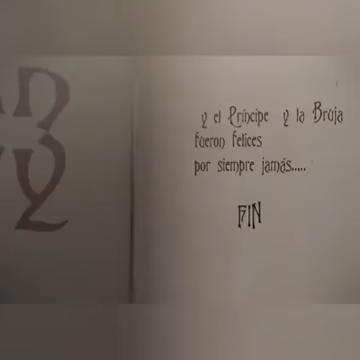 y el Príncipe y la Bruja
fueron felices
por siempre jamás.....
FIN